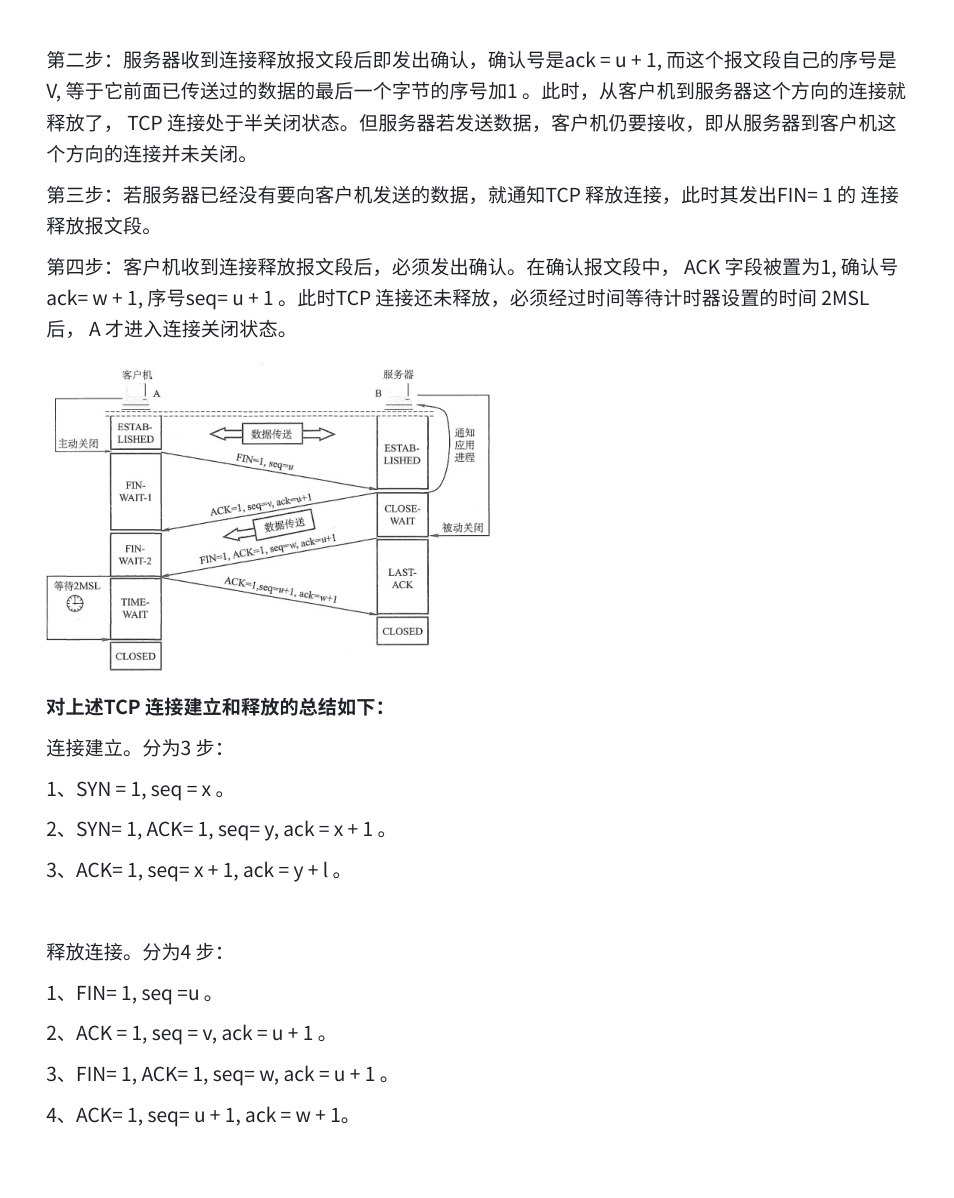 第二步：服务器收到连接释放报文段后即发出确认，确认号是ack = u + 1, 而这个报文段自己的序号是
V, 等于它前面已传送过的数据的最后一个字节的序号加1 。此时，从客户机到服务器这个方向的连接就
释放了， TCP 连接处于半关闭状态。但服务器若发送数据，客户机仍要接收，即从服务器到客户机这
个方向的连接并未关闭。
第三步：若服务器已经没有要向客户机发送的数据，就通知TCP 释放连接，此时其发出FIN= 1 的 连接
释放报文段。
第四步：客户机收到连接释放报文段后，必须发出确认。在确认报文段中， ACK 字段被置为1, 确认号
ack= w + 1, 序号seq= u + 1 。此时TCP 连接还未释放，必须经过时间等待计时器设置的时间 2MSL
后， A 才进入连接关闭状态。
客户机
服务器
A
B
ESTAB-
LISHED
主动关闭
数据传送
ESTAB-
LISHED
通知
应用
进程
FIN=1, seq=u
FIN-
WAIT-1
ACK=1, seq=v, ack=u+1
CLOSE-
WAIT
数据传送
被动关闭
FIN=1, ACK=1, seq=w, ack=u+1
FIN-
WAIT-2
LAST-
ACK
等待2MSL
ACK=1,seq=u+1, ack=w+1
TIME-
WAIT
CLOSED
CLOSED
对上述TCP 连接建立和释放的总结如下：
连接建立。分为3 步：
1、SYN = 1, seq = x 。
2、SYN= 1, ACK= 1, seq= y, ack = x + 1 。
3、ACK= 1, seq= x + 1, ack = y + l 。
释放连接。分为4 步：
1、FIN= 1, seq =u 。
2、ACK = 1, seq = v, ack = u + 1 。
3、FIN= 1, ACK= 1, seq= w, ack = u + 1 。
4、ACK= 1, seq= u + 1, ack = w + 1。